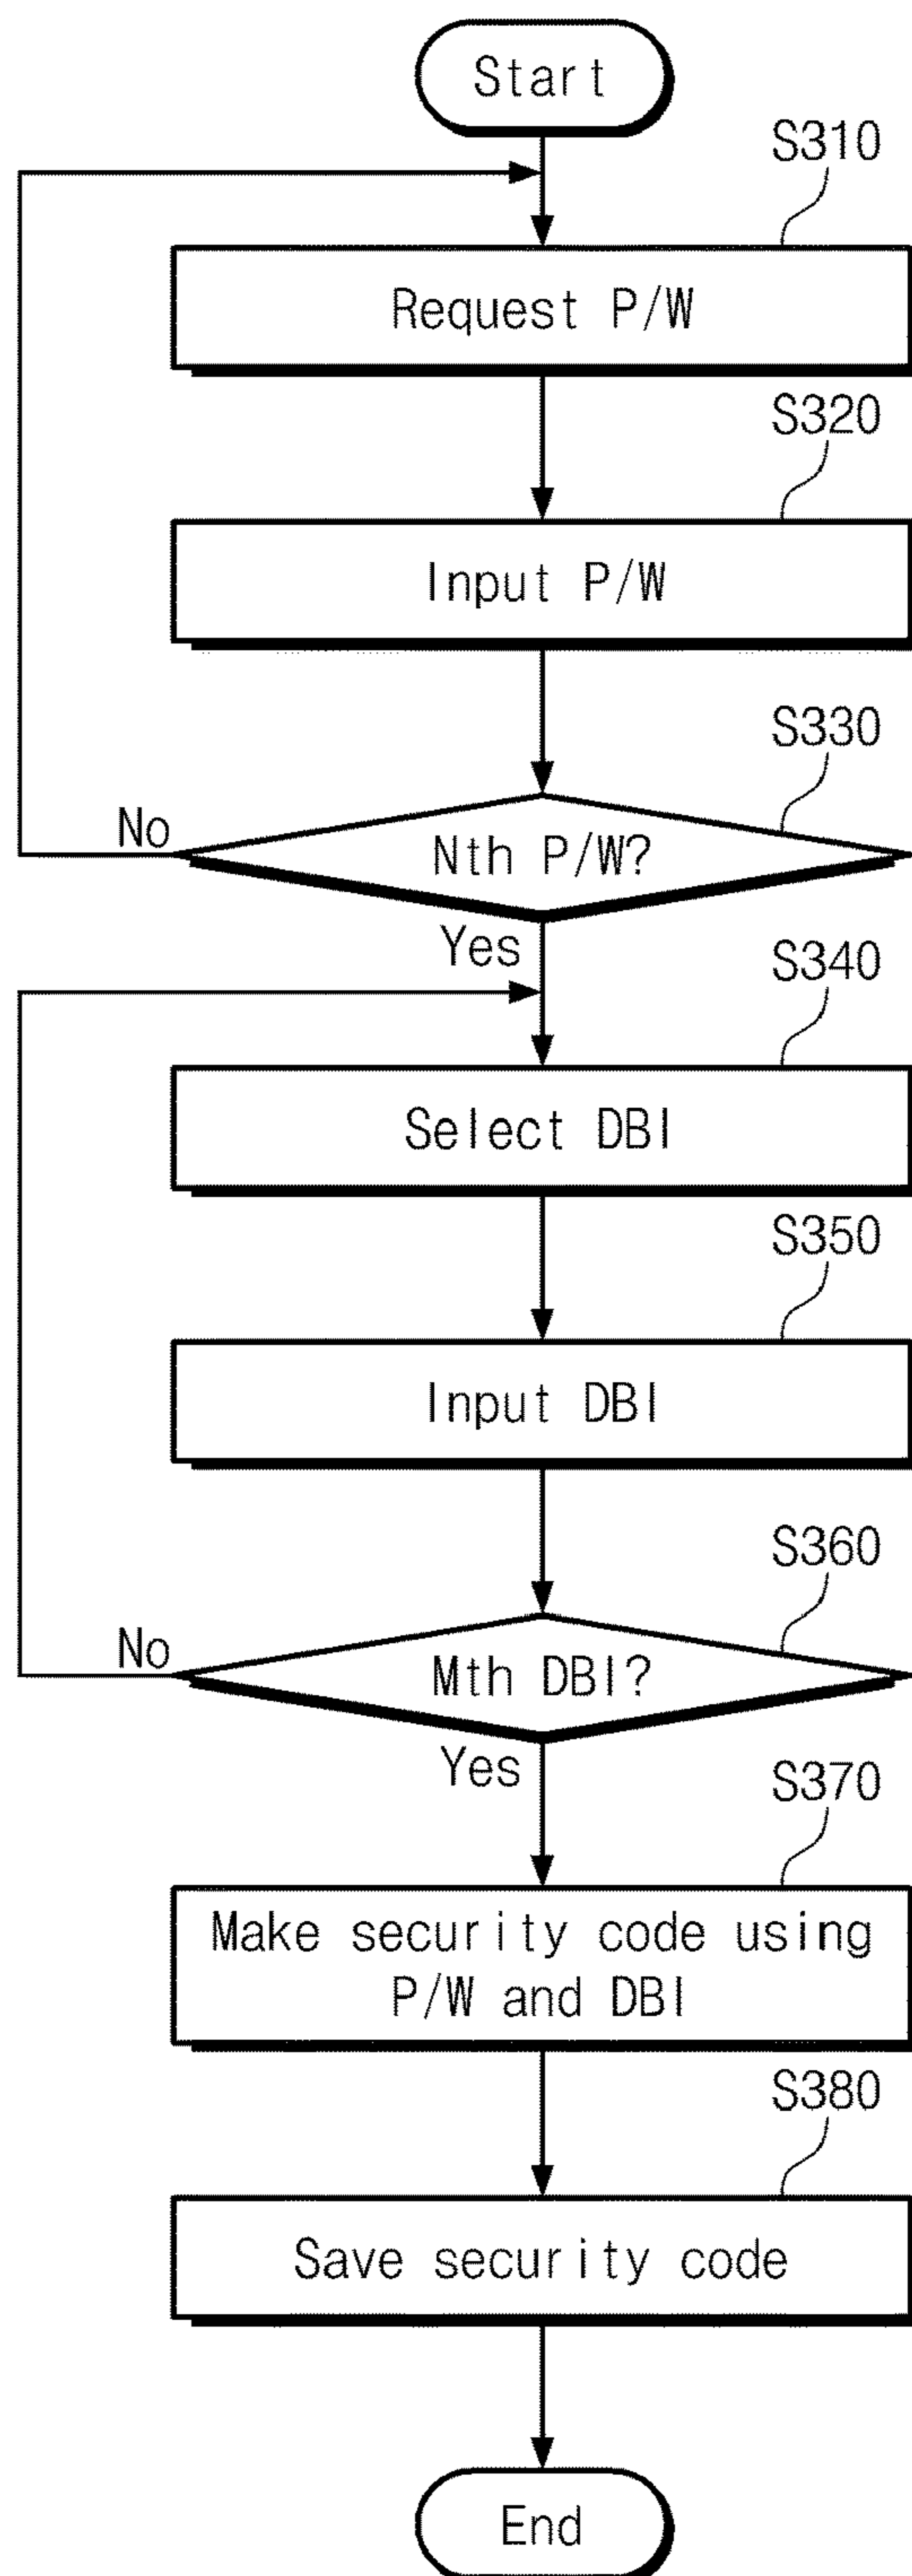 Start
S310
Request P/W
S320
Input P/W
S330
No
Nth P/W?
Yes
S340
Select DBI
S350
Input DBI
S360
No
Mth DBI?
Yes
S370
Make security code using
P/W and DBI
S380
Save security code
End